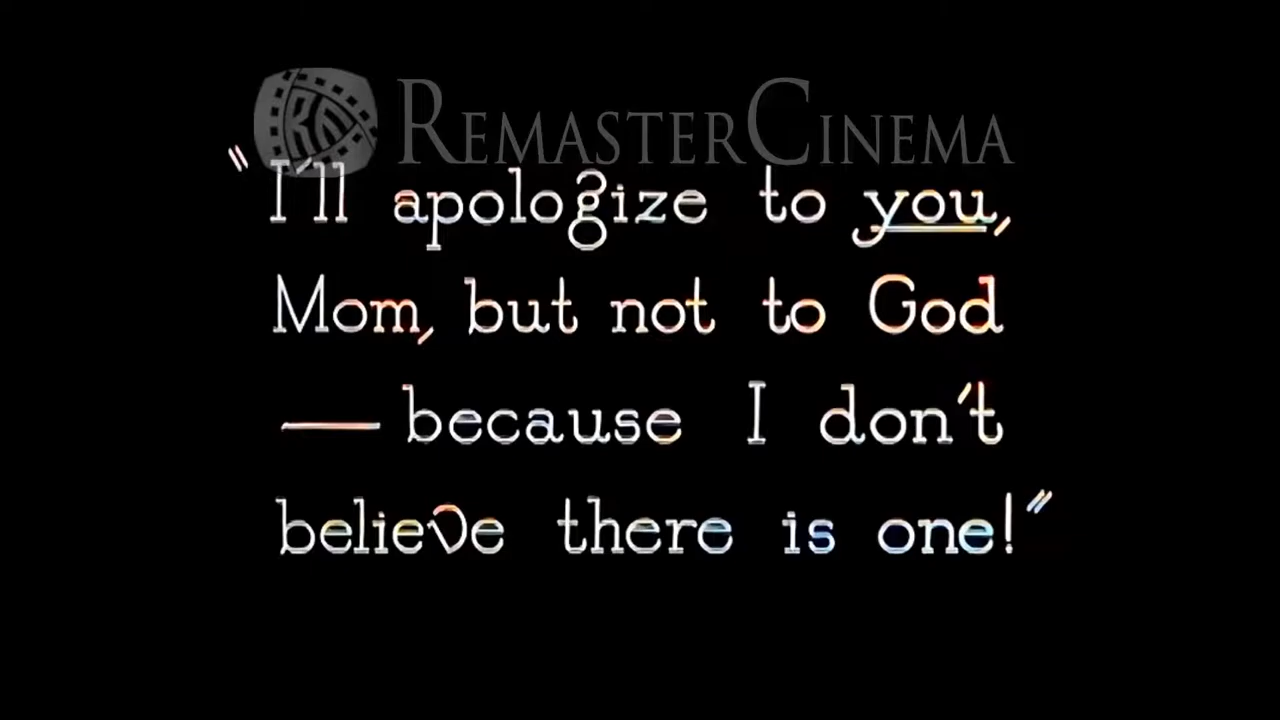 REMASTERCINEMA
"I'll apologize to you,
Mom, but not to God
— because I don't
believe there is one!"